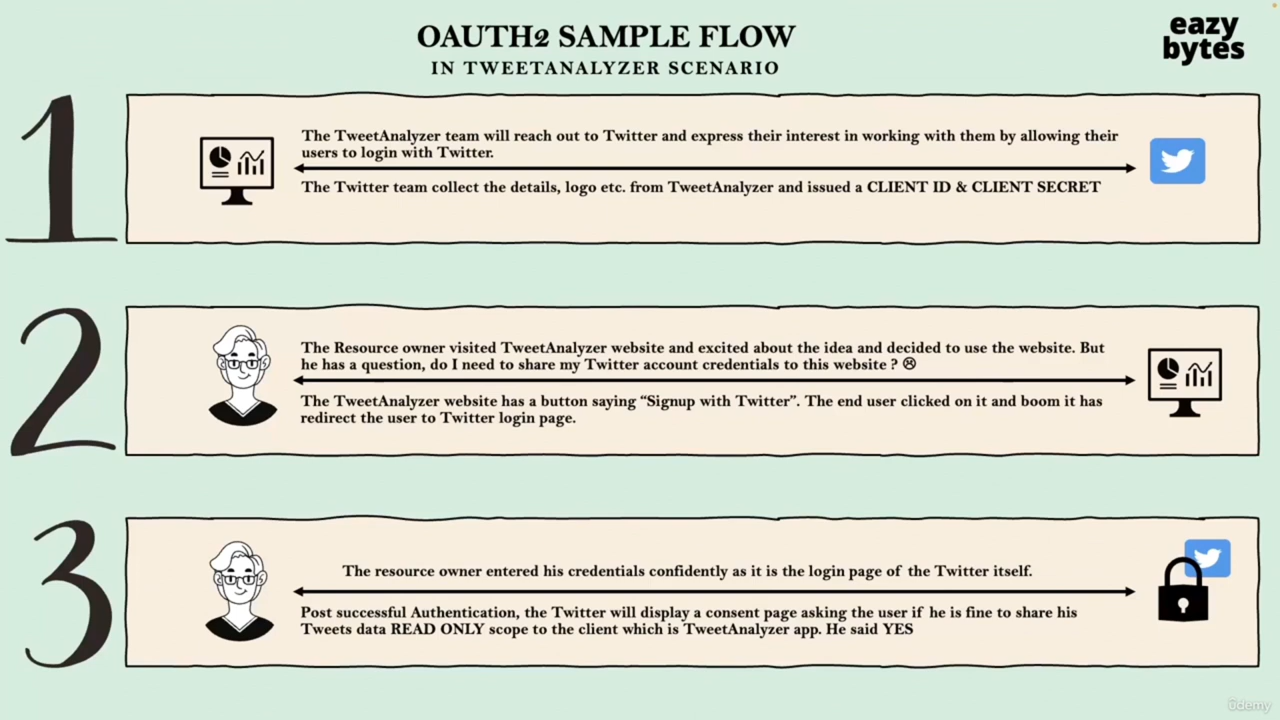 OAUTH2 SAMPLE FLOW
IN TWEETANALYZER SCENARIO
eazy
bytes
1
The TweetAnalyzer team will reach out to Twitter and express their interest in working with them by allowing their
users to login with Twitter.
The Twitter team collect the details, logo etc. from TweetAnalyzer and issued a CLIENT ID & CLIENT SECRET
2
The Resource owner visited TweetAnalyzer website and excited about the idea and decided to use the website. But
he has a question, do I need to share my Twitter account credentials to this website ? ☹
The TweetAnalyzer website has a button saying “Signup with Twitter”. The end user clicked on it and boom it has
redirect the user to Twitter login page.
3
The resource owner entered his credentials confidently as it is the login page of the Twitter itself.
Post successful Authentication, the Twitter will display a consent page asking the user if he is fine to share his
Tweets data READ ONLY scope to the client which is TweetAnalyzer app. He said YES
ûdemy